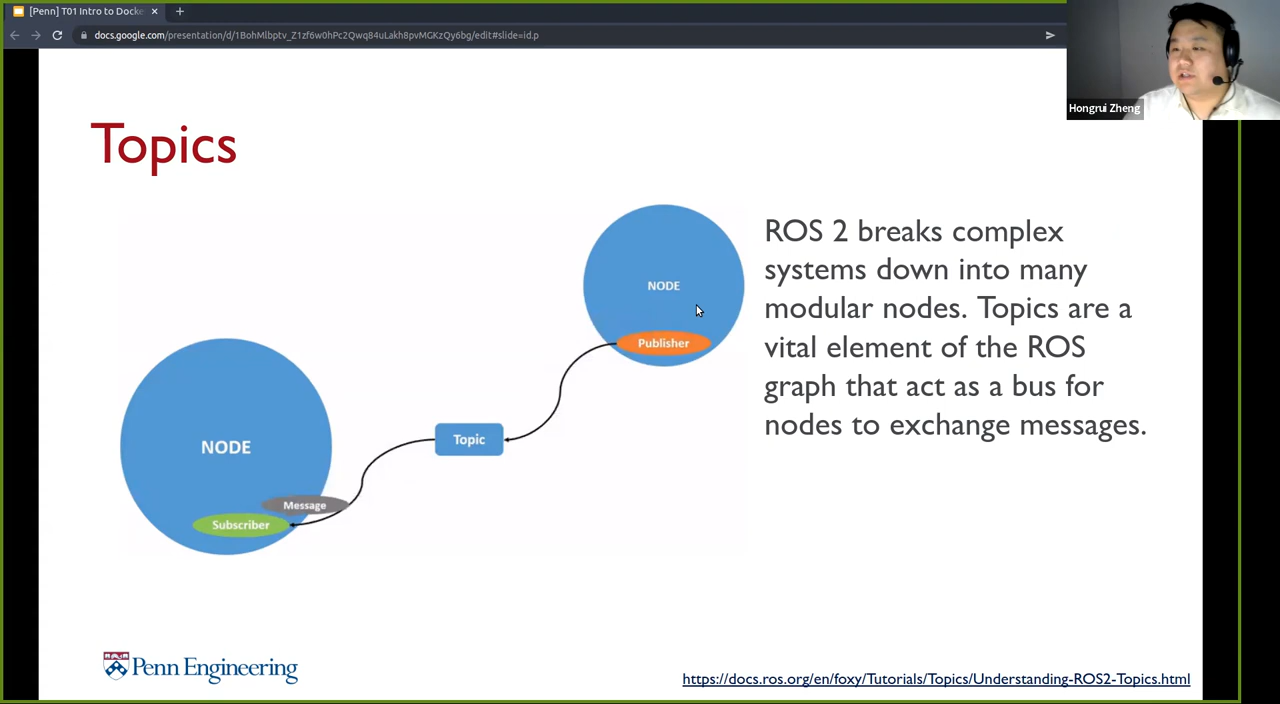 [Penn] T01 Intro to Docke
docs.google.com/presentation/d/1BohMlbptv_Z1zf6w0hPc2Qwq84uLakh8pvMGKzQy6bg/edit#slide=id.p
Hongrui Zheng
Topics
NODE
Publisher
Topic
NODE
Message
Subscriber
ROS 2 breaks complex
systems down into many
modular nodes. Topics are a
vital element of the ROS
graph that act as a bus for
nodes to exchange messages.
Penn Engineering
https://docs.ros.org/en/foxy/Tutorials/Topics/Understanding-ROS2-Topics.html